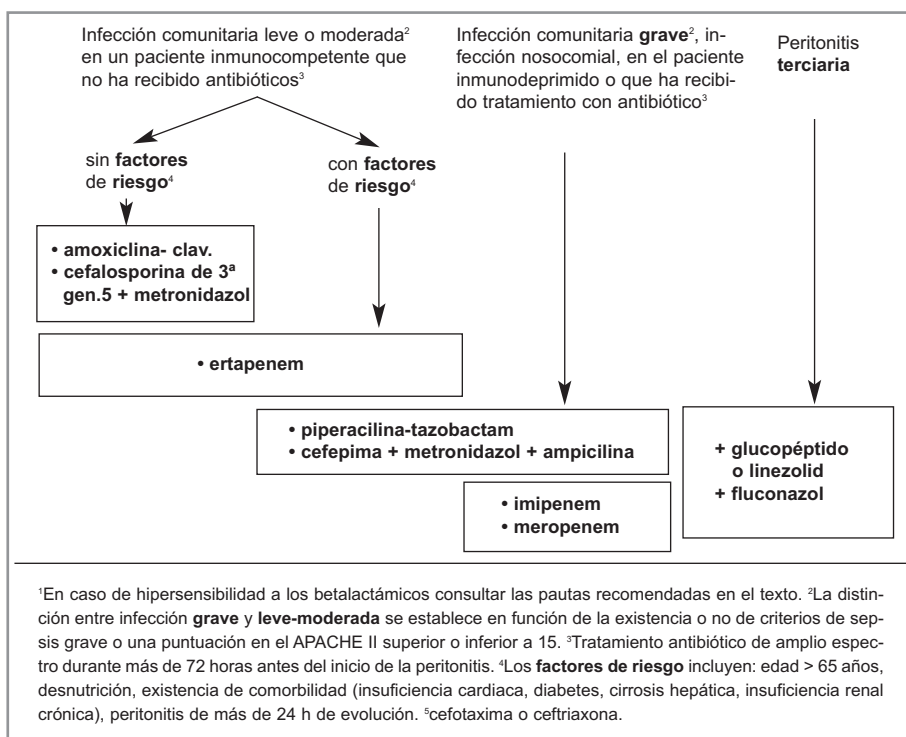 Infección comunitaria leve o moderada²
en un paciente inmunocompetente que
no ha recibido antibióticos³
Infección comunitaria grave², in-
fección nosocomial, en el paciente
inmunodeprimido o que ha recibi-
do tratamiento con antibiótico³
Peritonitis
terciaria
sin factores
de riesgo⁴
con factores
de riesgo⁴
• amoxiclina- clav.
• cefalosporina de 3ª
gen.5 + metronidazol
• ertapenem
• piperacilina-tazobactam
• cefepima + metronidazol + ampicilina
+ glucopéptido
o linezolid
+ fluconazol
• imipenem
• meropenem
¹En caso de hipersensibilidad a los betalactámicos consultar las pautas recomendadas en el texto. ²La distin-
ción entre infección grave y leve-moderada se establece en función de la existencia o no de criterios de sep-
sis grave o una puntuación en el APACHE II superior o inferior a 15. ³Tratamiento antibiótico de amplio espec-
tro durante más de 72 horas antes del inicio de la peritonitis. ⁴Los factores de riesgo incluyen: edad > 65 años,
desnutrición, existencia de comorbilidad (insuficiencia cardiaca, diabetes, cirrosis hepática, insuficiencia renal
crónica), peritonitis de más de 24 h de evolución. ⁵cefotaxima o ceftriaxona.